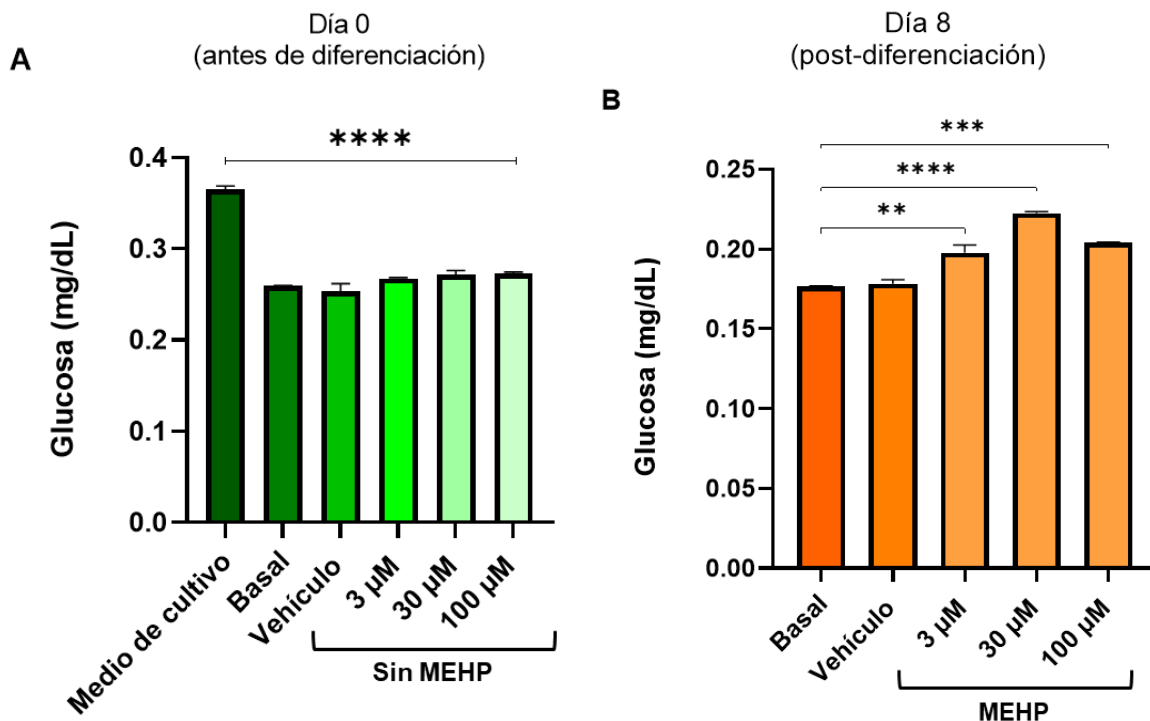 Día 0
(antes de diferenciación)
A
****
Glucosa (mg/dL)
0.4
0.3
0.2
0.1
0.0
Medio de cultivo
Basal
Vehículo
3 µM
30 µM
100 µM
Sin MEHP
Día 8
(post-diferenciación)
B
***
****
**
Glucosa (mg/dL)
0.25
0.20
0.15
0.10
0.05
0.00
Basal
Vehículo
3 µM
30 µM
100 µM
MEHP